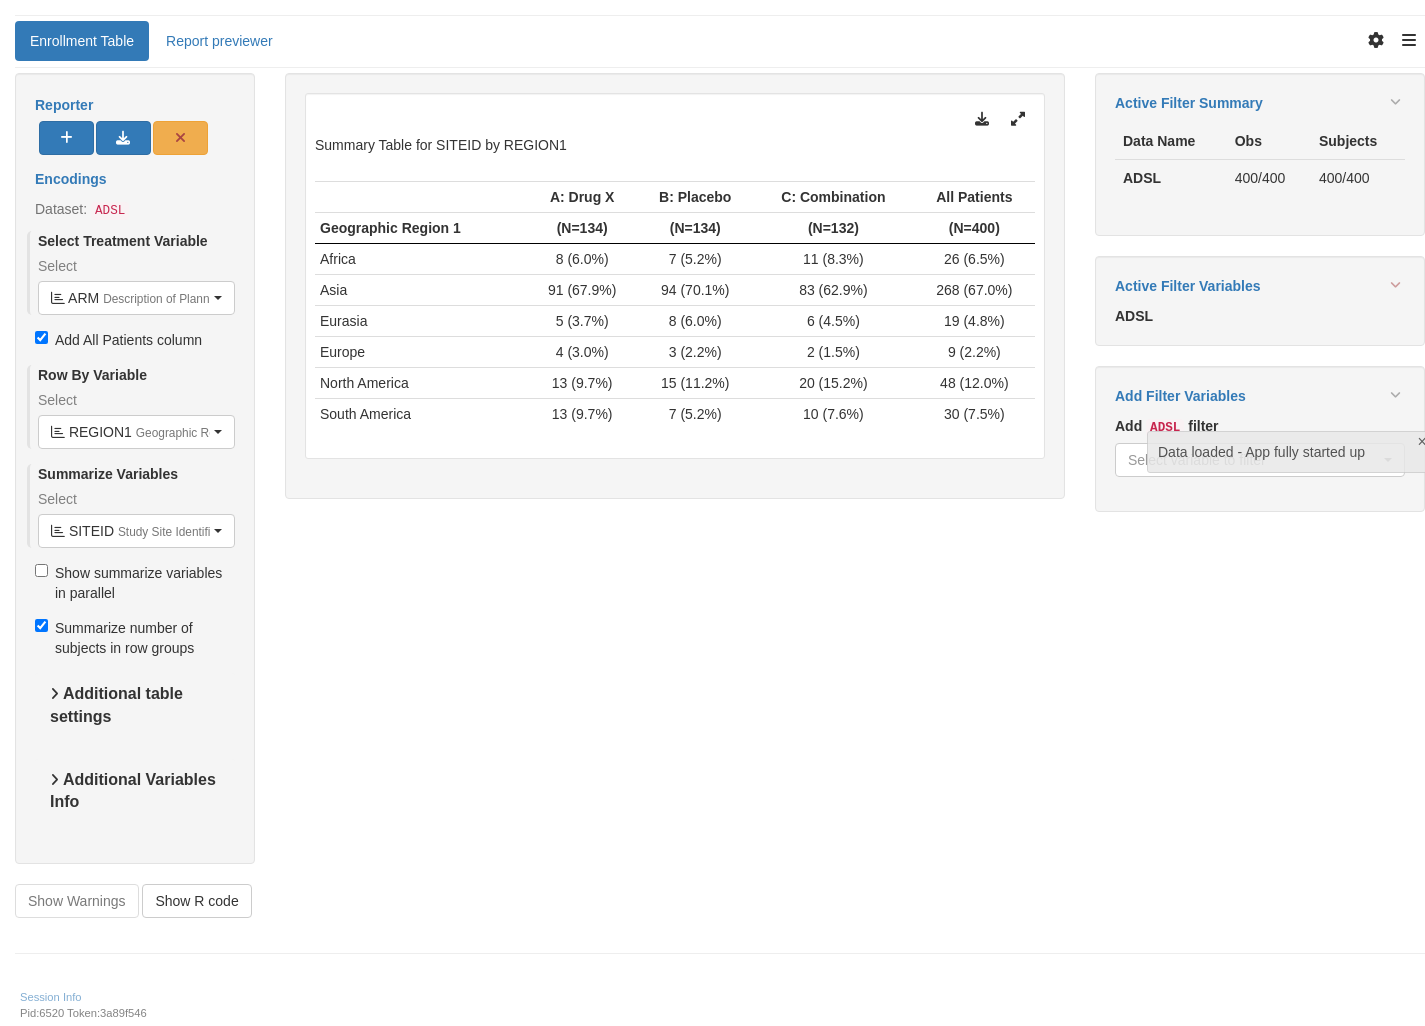 Enrollment Table
Report previewer
Reporter
Encodings
Dataset: ADSL
Select Treatment Variable
Select
ARM Description of Plann
Add All Patients column
Row By Variable
Select
REGION1 Geographic R
Summarize Variables
Select
SITEID Study Site Identifi
Show summarize variables
in parallel
Summarize number of
subjects in row groups
Additional table
settings
Additional Variables
Info
Show Warnings
Show R code
Summary Table for SITEID by REGION1
A: Drug X B: Placebo C: Combination All Patients
Geographic Region 1 (N=134) (N=134) (N=132) (N=400)
Africa 8 (6.0%) 7 (5.2%) 11 (8.3%) 26 (6.5%)
Asia 91 (67.9%) 94 (70.1%) 83 (62.9%) 268 (67.0%)
Eurasia 5 (3.7%) 8 (6.0%) 6 (4.5%) 19 (4.8%)
Europe 4 (3.0%) 3 (2.2%) 2 (1.5%) 9 (2.2%)
North America 13 (9.7%) 15 (11.2%) 20 (15.2%) 48 (12.0%)
South America 13 (9.7%) 7 (5.2%) 10 (7.6%) 30 (7.5%)
Active Filter Summary
Data Name Obs Subjects
ADSL 400/400 400/400
Active Filter Variables
ADSL
Add Filter Variables
Add ADSL filter
Select variable to filter
Data loaded - App fully started up
×
Session Info
Pid:6520 Token:3a89f546